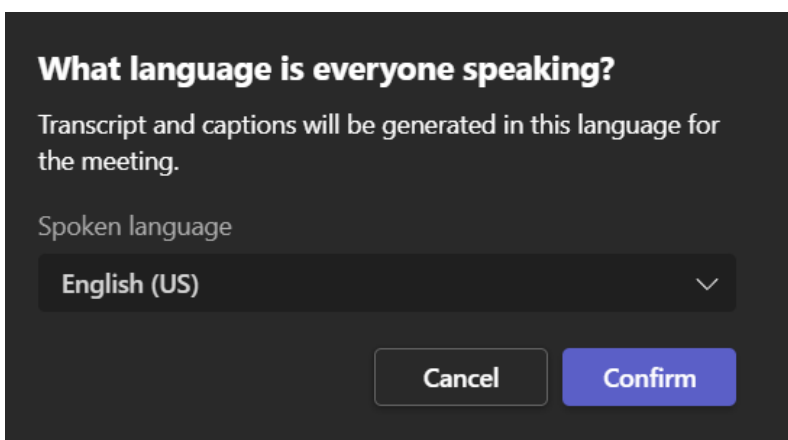 What language is everyone speaking?
Transcript and captions will be generated in this language for
the meeting.
Spoken language
English (US)
Cancel
Confirm